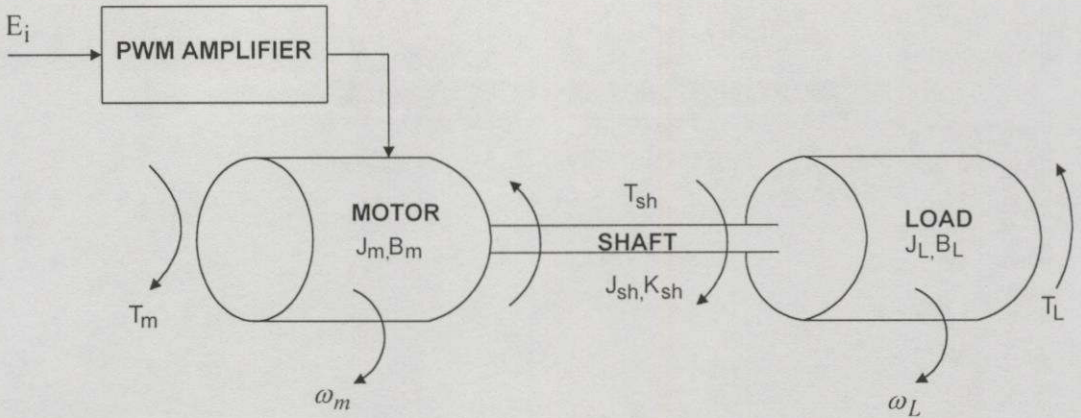 E_i
PWM AMPLIFIER
MOTOR
J_m,B_m
T_m
ω_m
T_sh
SHAFT
J_sh,K_sh
LOAD
J_L,B_L
T_L
ω_L